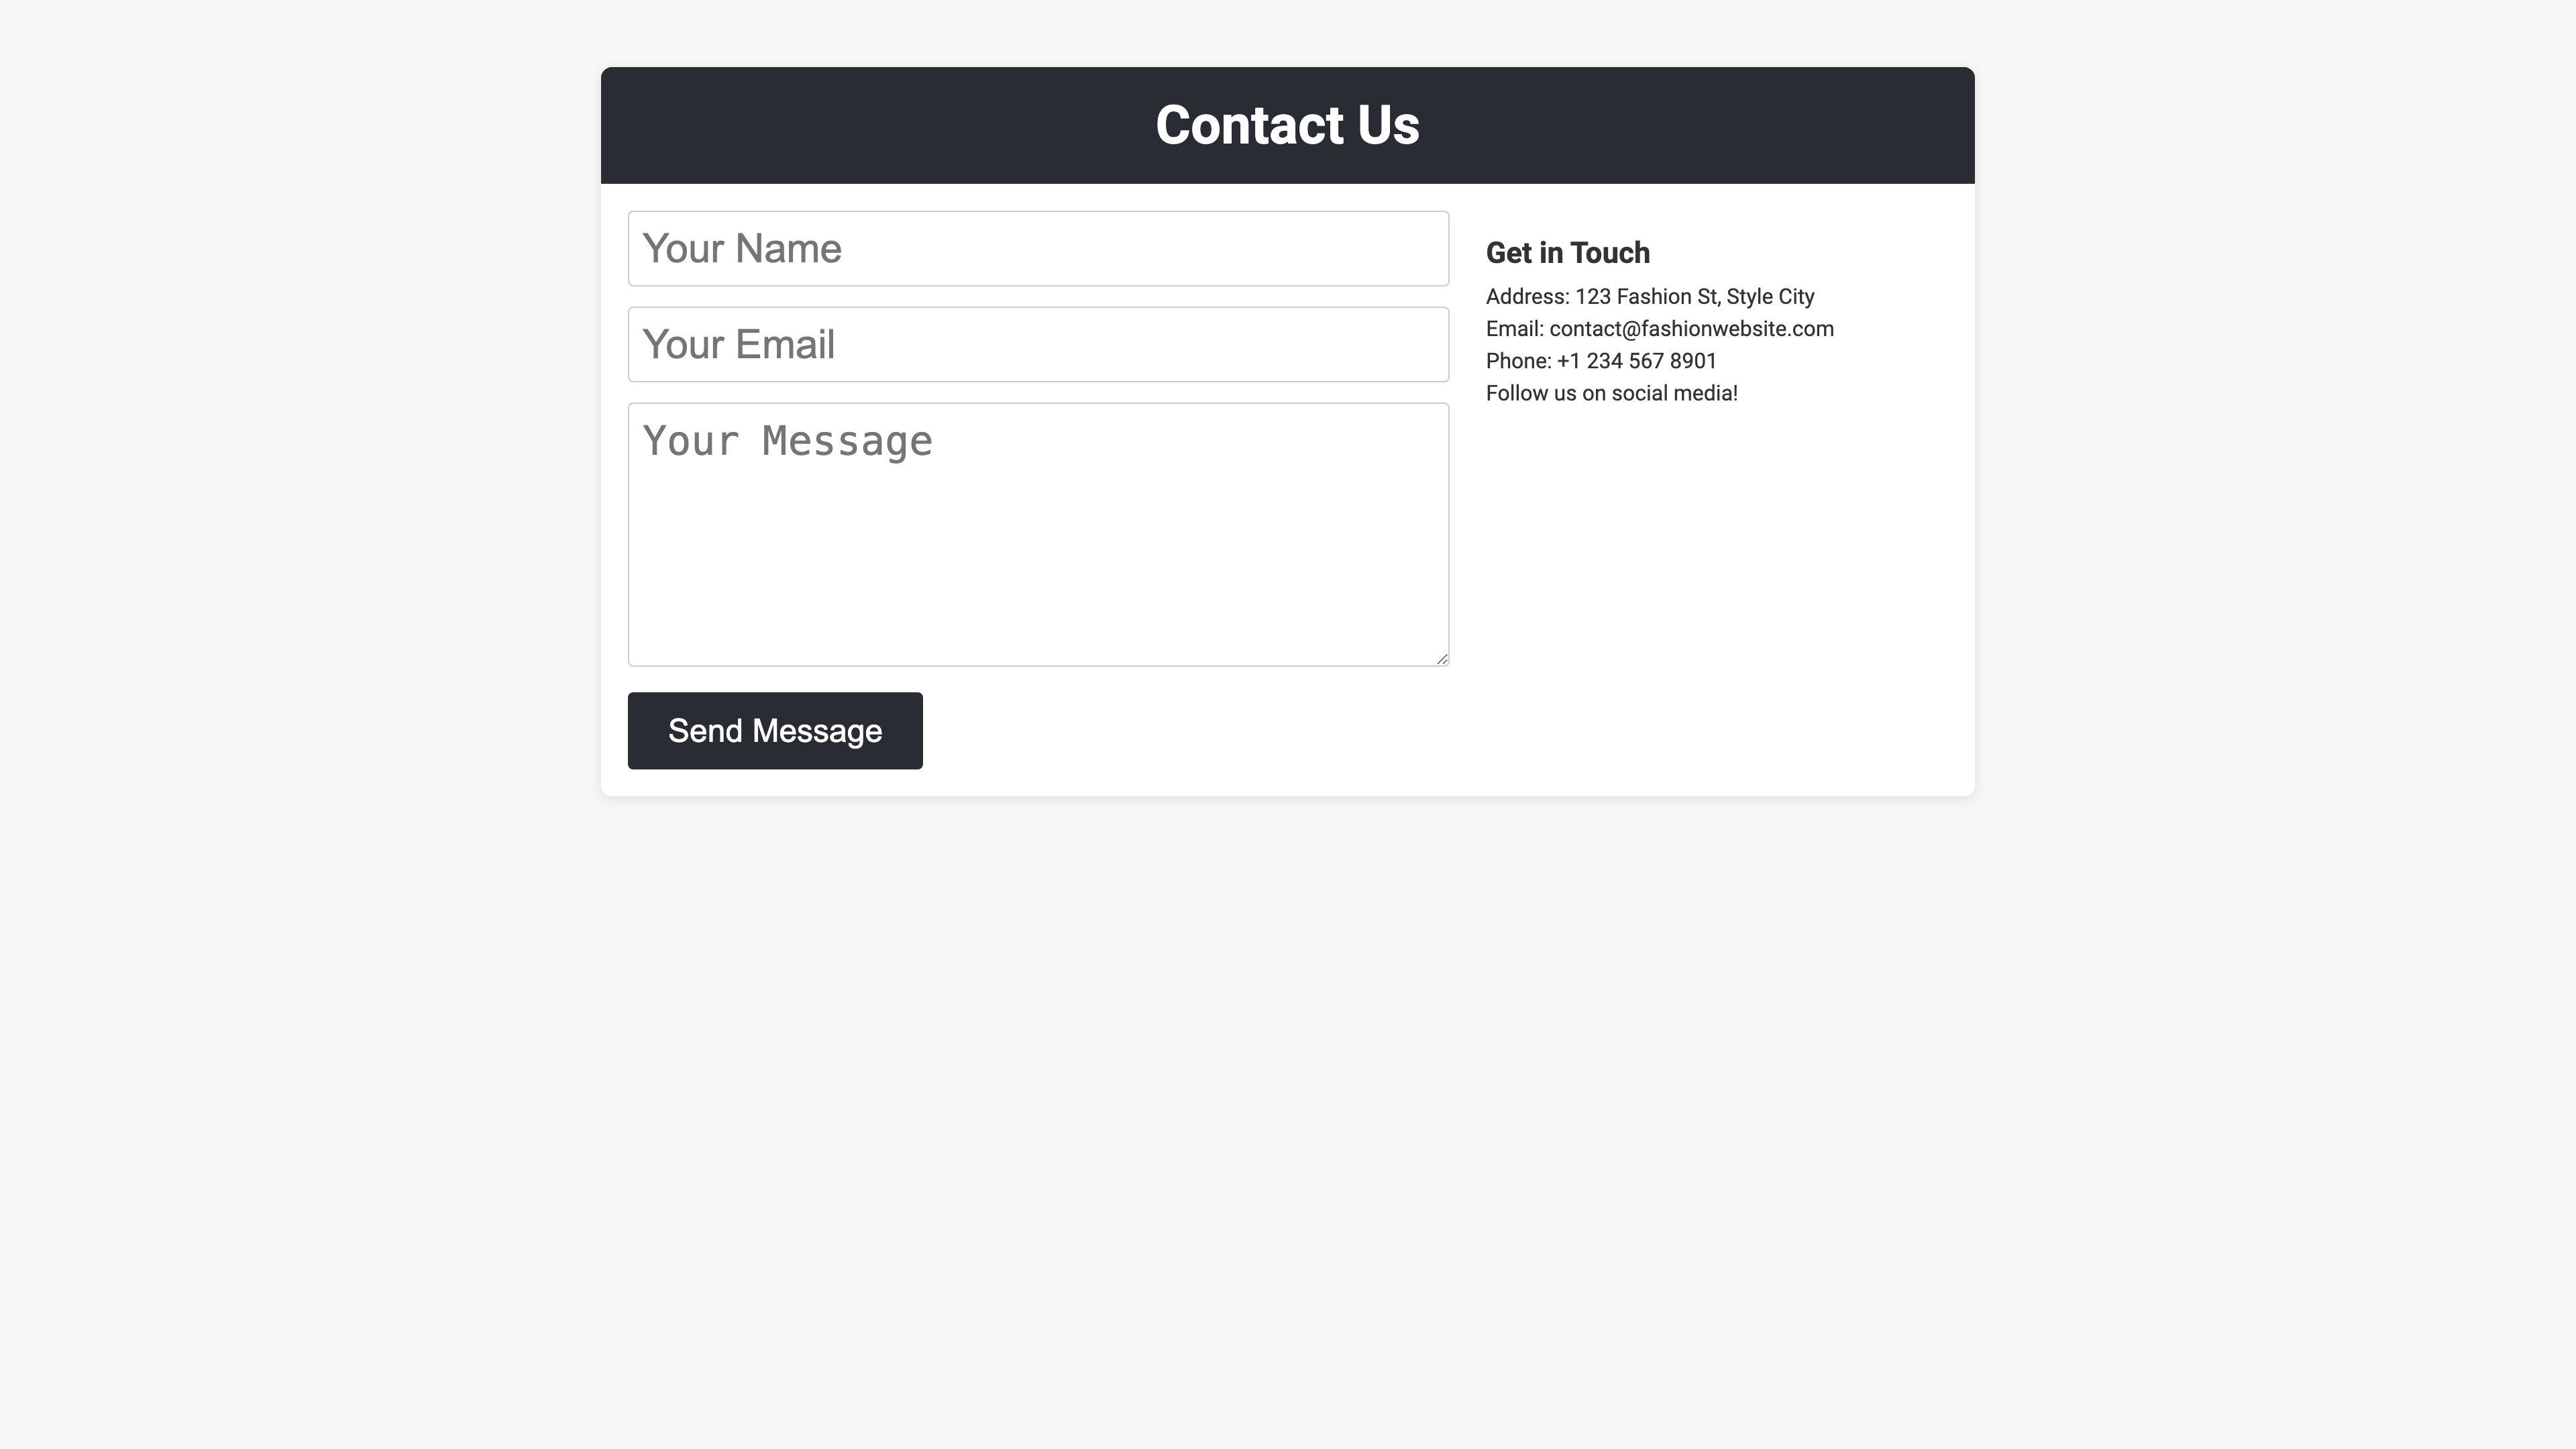 Contact Us
Your Name
Your Email
Your Message
Send Message
Get in Touch
Address: 123 Fashion St, Style City
Email: contact@fashionwebsite.com
Phone: +1 234 567 8901
Follow us on social media!